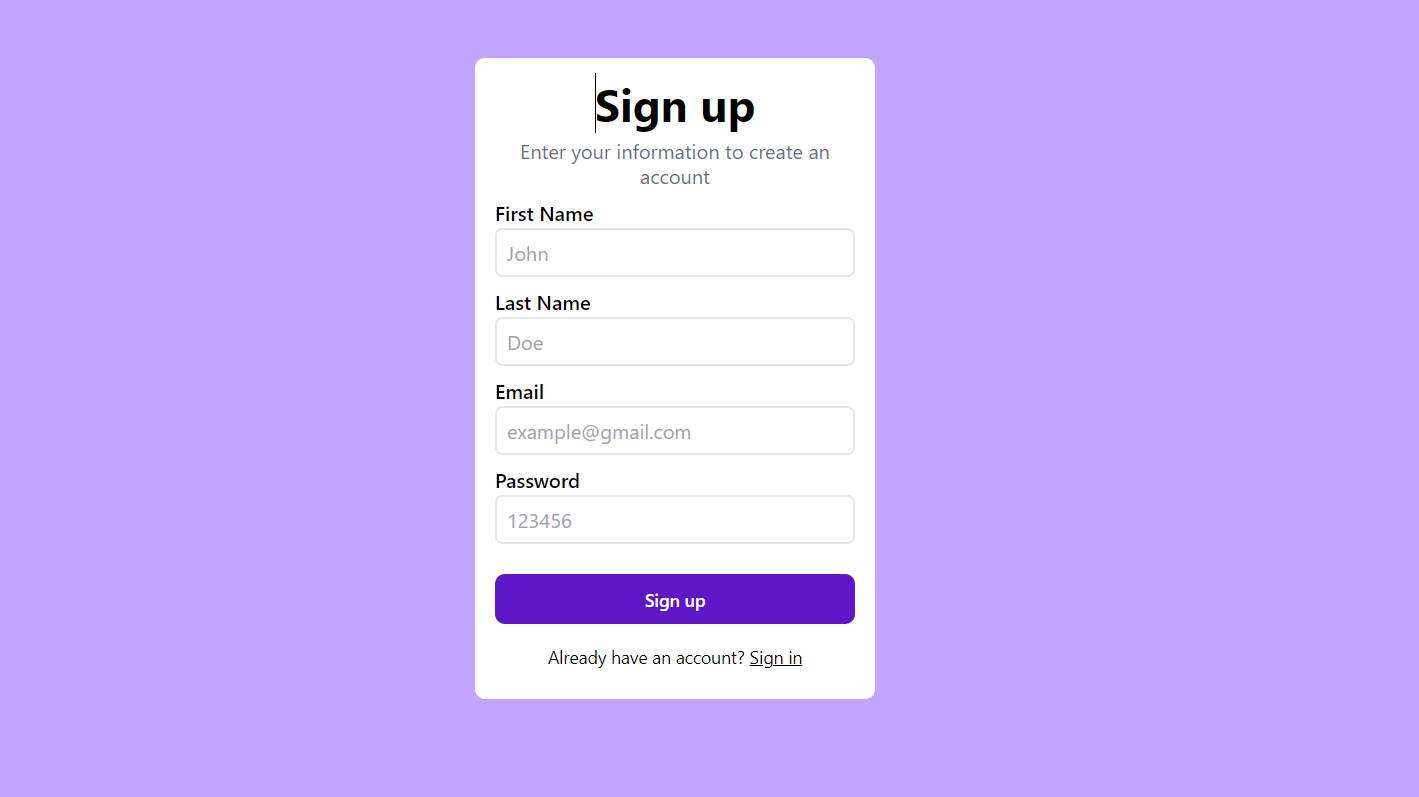 Sign up
Enter your information to create an
account
First Name
John
Last Name
Doe
Email
example@gmail.com
Password
123456
Sign up
Already have an account? Sign in